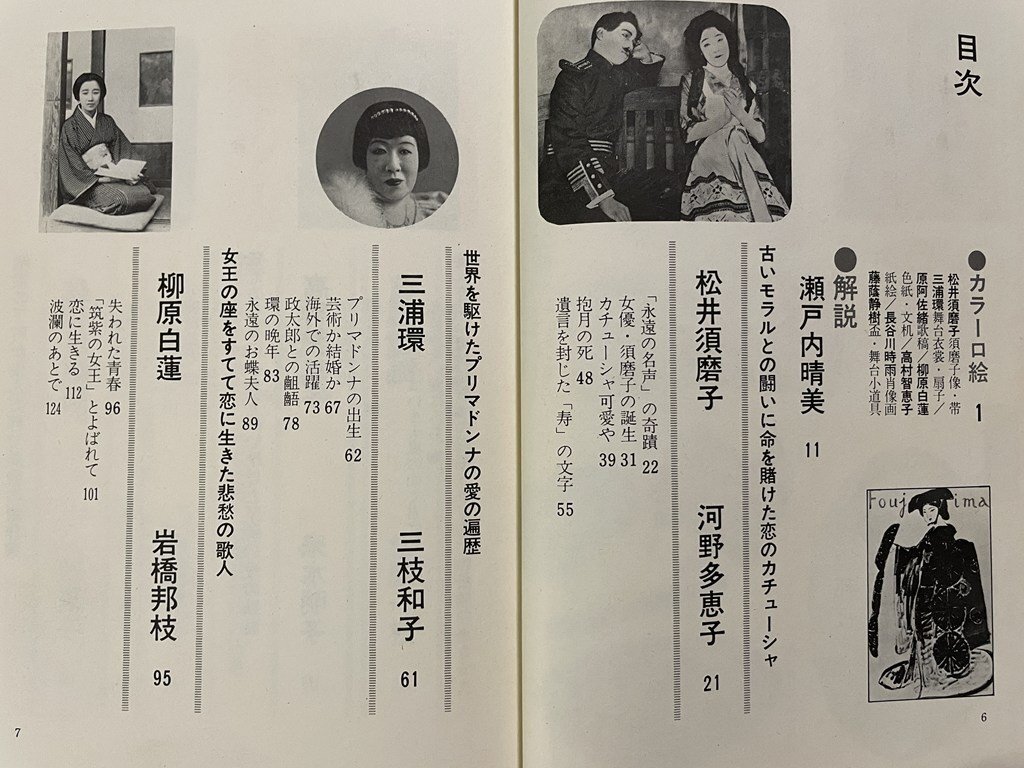 目次
●カラー口絵 1
松井須磨子須磨子像・帯
三浦環舞台衣裳・扇子／
原阿佐緒歌稿／柳原白蓮
色紙・文机／高村智恵子
紙絵／長谷川時雨肖像画
藤蔭静樹盃・舞台小道具
●解説
瀬戸内晴美 11
古いモラルとの闘いに命を賭けた恋のカチューシャ
松井須磨子 河野多恵子 21
「永遠の名声」の奇蹟 22
女優・須磨子の誕生 31
カチューシャ可愛や 39
抱月の死 48
遺言を封じた「寿」の文字 55
Foujima
6
世界を駆けたプリマドンナの愛の遍歴
三浦環 三枝和子 61
プリマドンナの出生 62
芸術か結婚か 67
海外での活躍 73
政太郎との齟齬 78
環の晩年 83
永遠のお蝶夫人 89
女王の座をすてて恋に生きた悲愁の歌人
柳原白蓮 岩橋邦枝 95
失われた青春 96
「筑紫の女王」とよばれて 101
恋に生きる 112
波瀾のあとで 124
7